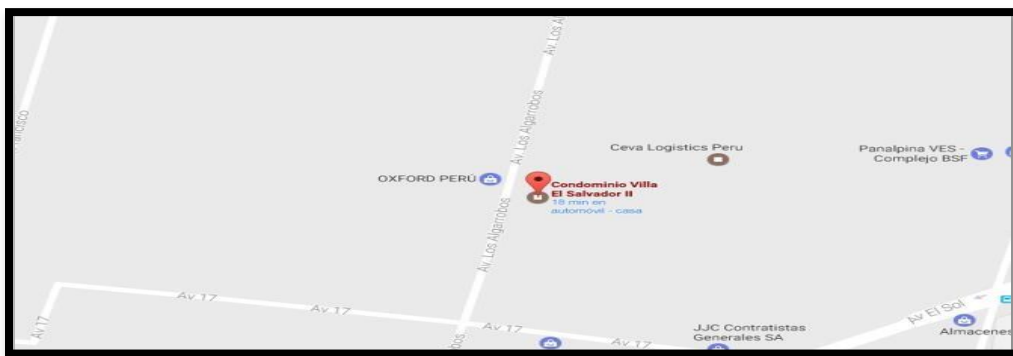 Av. Los Al
rancisco
Av. Los Algarrobos
Ceva Logistics Peru
Panalpina VES -
Complejo BSF
OXFORD PERÚ
Condominio Villa
El Salvador II
18 min en
automóvil - casa
Av. Los Algarrobos
Av 17
Av 17
Av 17
Av 17
Av 17
obos
JJC Contratistas
Generales SA
Av El Sol
Almacenes